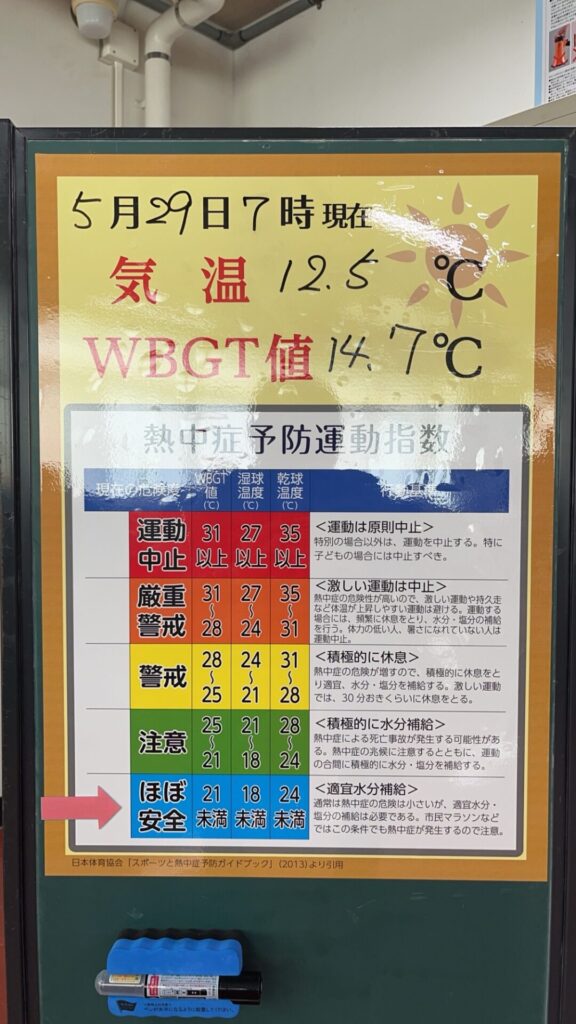 5月29日7時現在
気温 12.5 ℃
WBGT値 14.7℃
熱中症予防運動指数
現在の危険度 WBGT値(℃) 湿球温度(℃) 乾球温度(℃)
運動中止 31以上 27以上 35以上
<運動は原則中止>
特別の場合以外は、運動を中止する。特に
子どもの場合には中止すべき。
厳重警戒 31～28 27～24 35～31
<激しい運動は中止>
熱中症の危険性が高いので、激しい運動や持久走
など体温が上昇しやすい運動は避ける。運動する
場合には、頻繁に休息をとり、水分・塩分の補給
を行う。体力の低い人、暑さになれていない人は
運動中止。
警戒 28～25 24～21 31～28
<積極的に休息>
熱中症の危険が増すので、積極的に休息をと
り適宜、水分・塩分を補給する。激しい運動
では、30分おきくらいに休息をとる。
注意 25～21 21～18 28～24
<積極的に水分補給>
熱中症による死亡事故が発生する可能性があ
る。熱中症の兆候に注意するとともに、運動
の合間に積極的に水分・塩分を補給する。
ほぼ安全 21未満 18未満 24未満
<適宜水分補給>
通常は熱中症の危険は小さいが、適宜水分・
塩分の補給は必要である。市民マラソンなど
ではこの条件でも熱中症が発生するので注意。
日本体育協会「スポーツと熱中症予防ガイドブック」(2013)より引用